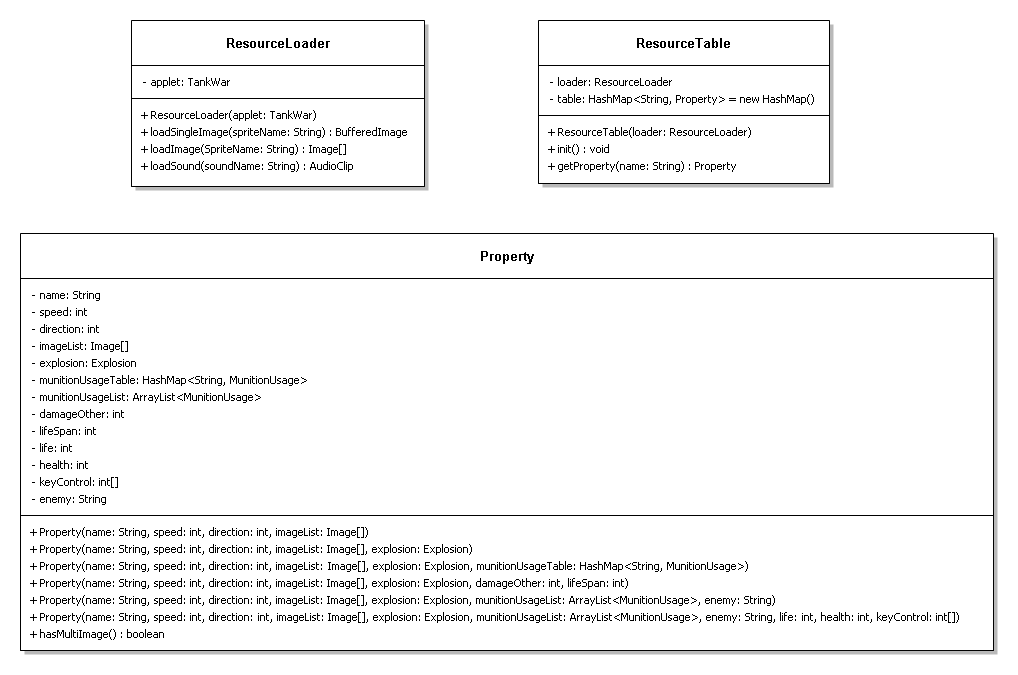 ResourceLoader
- applet: TankWar
+ ResourceLoader(applet: TankWar)
+ loadSingleImage(spriteName: String) : BufferedImage
+ loadImage(SpriteName: String) : Image[]
+ loadSound(soundName: String) : AudioClip
ResourceTable
- loader: ResourceLoader
- table: HashMap<String, Property> = new HashMap()
+ ResourceTable(loader: ResourceLoader)
+ init() : void
+ getProperty(name: String) : Property
Property
- name: String
- speed: int
- direction: int
- imageList: Image[]
- explosion: Explosion
- munitionUsageTable: HashMap<String, MunitionUsage>
- munitionUsageList: ArrayList<MunitionUsage>
- damageOther: int
- lifeSpan: int
- life: int
- health: int
- keyControl: int[]
- enemy: String
+ Property(name: String, speed: int, direction: int, imageList: Image[])
+ Property(name: String, speed: int, direction: int, imageList: Image[], explosion: Explosion)
+ Property(name: String, speed: int, direction: int, imageList: Image[], explosion: Explosion, munitionUsageTable: HashMap<String, MunitionUsage>)
+ Property(name: String, speed: int, direction: int, imageList: Image[], explosion: Explosion, damageOther: int, lifeSpan: int)
+ Property(name: String, speed: int, direction: int, imageList: Image[], explosion: Explosion, munitionUsageList: ArrayList<MunitionUsage>, enemy: String)
+ Property(name: String, speed: int, direction: int, imageList: Image[], explosion: Explosion, munitionUsageList: ArrayList<MunitionUsage>, enemy: String, life: int, health: int, keyControl: int[])
+ hasMultiImage() : boolean